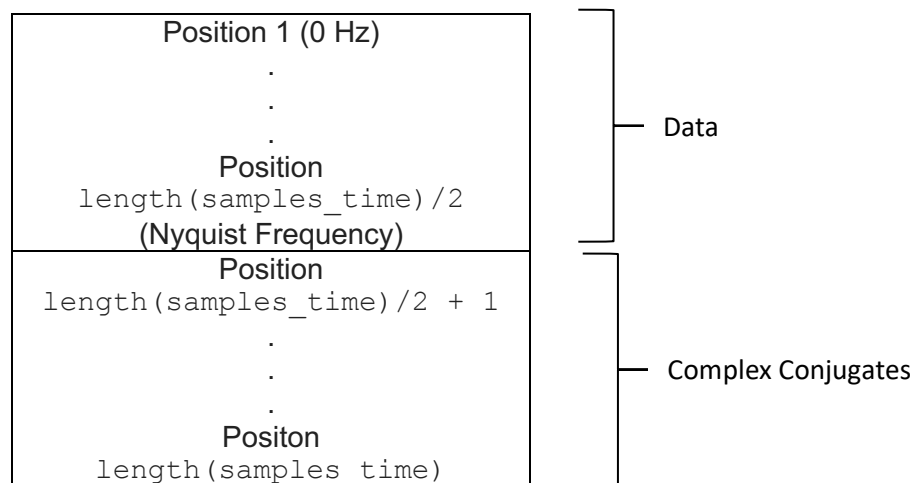 Position 1 (0 Hz)
.
.
.
Position
length(samples_time)/2
(Nyquist Frequency)
Data
Position
length(samples_time)/2 + 1
.
.
.
Positon
length(samples time)
Complex Conjugates